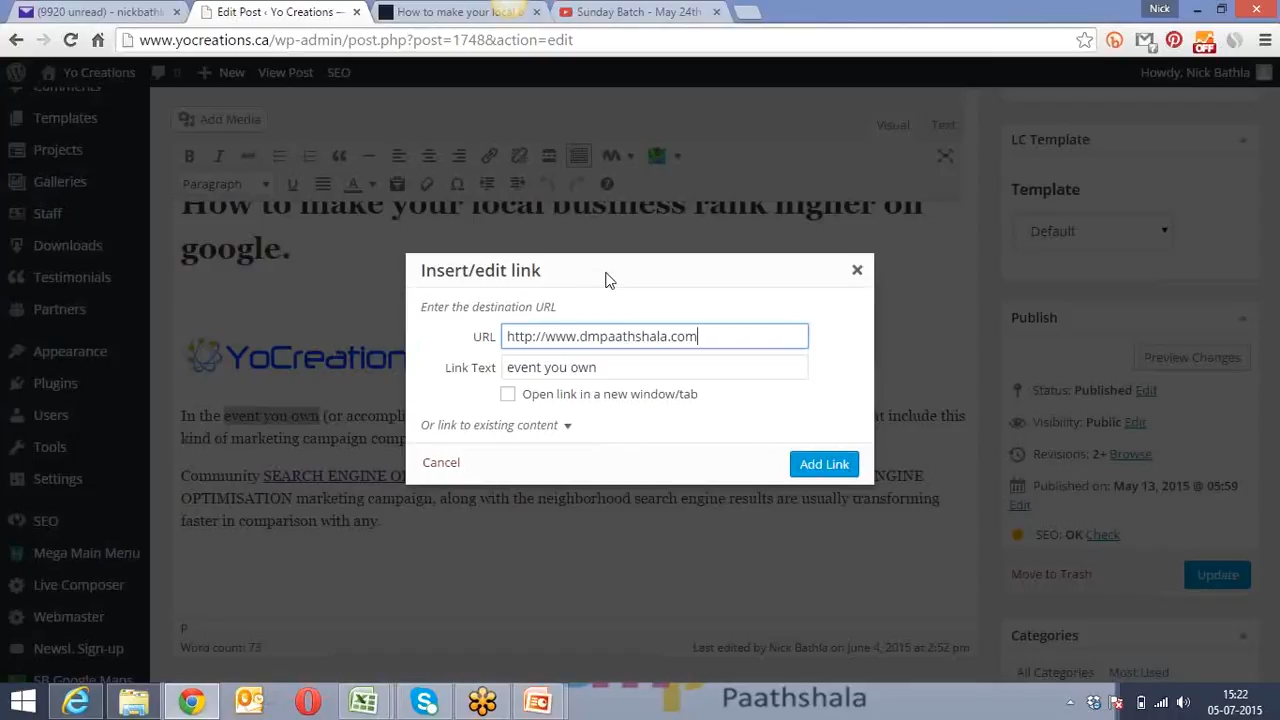 (9920 unread) - nickbathl
Edit Post ‹ Yo Creations —
How to make your local
Sunday Batch - May 24th
Nick
www.yocreations.ca/wp-admin/post.php?post=1748&action=edit
OFF
Yo Creations
New
View Post
SEO
Howdy, Nick Bathla
Comments
Templates
Projects
Galleries
Staff
Downloads
Testimonials
Partners
Appearance
Plugins
Users
Tools
Settings
SEO
Mega Main Menu
Live Composer
Webmaster
Newsl. Sign-up
SB Google Maps
Add Media
Visual
Text
Paragraph
How to make your local business rank higher on
google.
YoCreation
In the event you own (or accompli
at include this
kind of marketing campaign comp
Community SEARCH ENGINE O
NGINE
OPTIMISATION marketing campaign, along with the neighborhood search engine results are usually transforming
faster in comparison with any.
P
Word count: 73
Last edited by Nick Bathla on June 4, 2015 at 2:52 pm
Insert/edit link
Enter the destination URL
URL
http://www.dmpaathshala.com
Link Text
event you own
Open link in a new window/tab
Or link to existing content
Cancel
Add Link
LC Template
Template
Default
Publish
Preview Changes
Status: Published Edit
Visibility: Public Edit
Revisions: 2+ Browse
Published on: May 13, 2015 @ 05:59
Edit
SEO: OK Check
Move to Trash
Update
Categories
All Categories
Most Used
Paathshala
15:22
05-07-2015